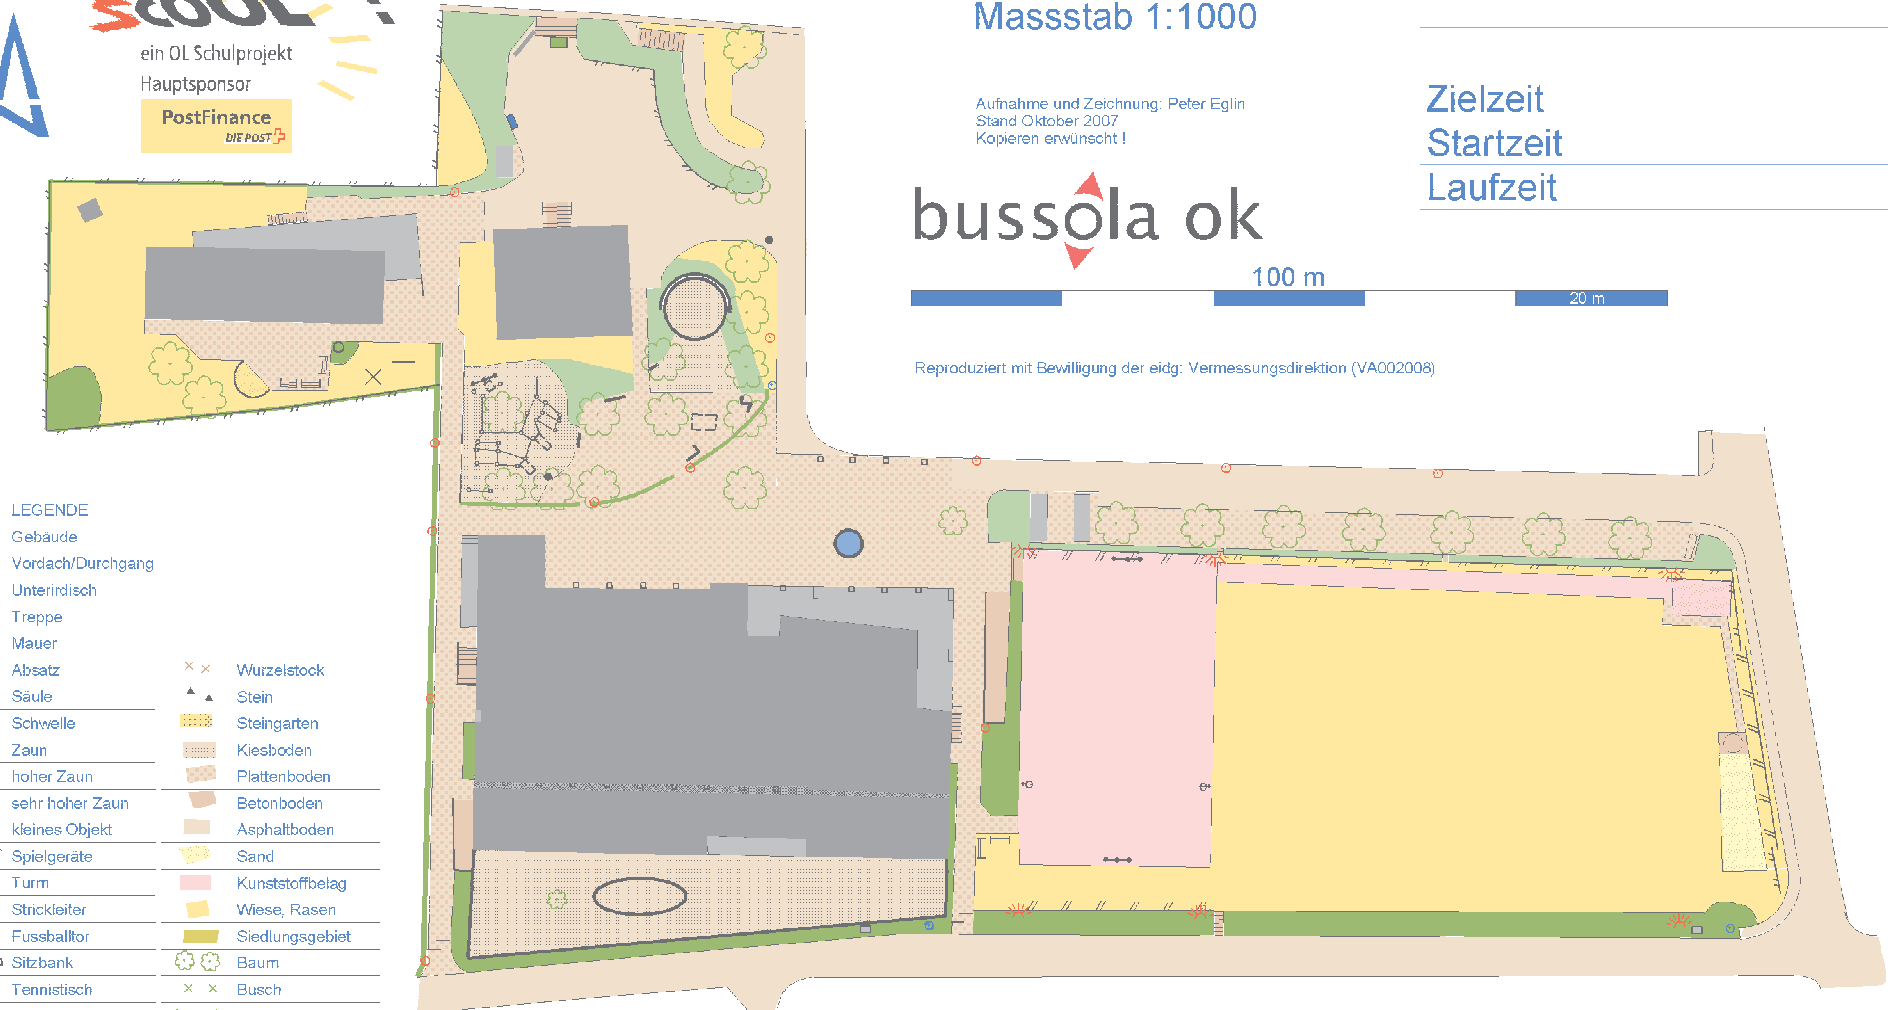 sCOOL
ein OL Schulprojekt
Hauptsponsor
PostFinance
DIE POST
Massstab 1:1000
Aufnahme und Zeichnung: Peter Eglin
Stand Oktober 2007
Kopieren erwünscht !
Zielzeit
Startzeit
Laufzeit
bussola ok
100 m
20 m
Reproduziert mit Bewilligung der eidg: Vermessungsdirektion (VA002008)
LEGENDE
Gebäude
Vordach/Durchgang
Unterirdisch
Treppe
Mauer
Absatz
Säule
Schwelle
Zaun
hoher Zaun
sehr hoher Zaun
kleines Objekt
Spielgeräte
Turm
Strickleiter
Fussballtor
Sitzbank
Tennistisch
Wurzelstock
Stein
Steingarten
Kiesboden
Plattenboden
Betonboden
Asphaltboden
Sand
Kunststoffbelag
Wiese, Rasen
Siedlungsgebiet
Baum
Busch